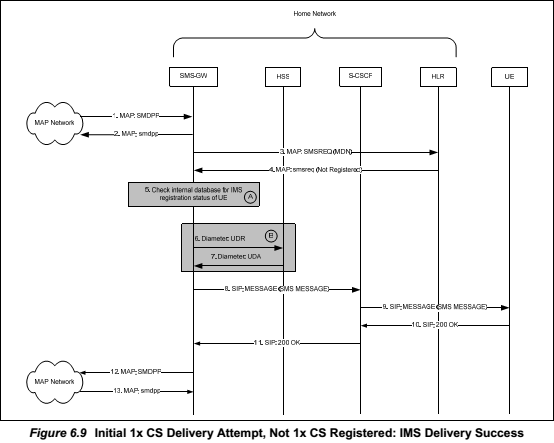 Home Network
SMS-GW
HSS
S-CSCF
HLR
UE
MAP Network
1. MAP: SMDPP
2. MAP: smdpp
3. MAP: SMSREQ (MDN)
4. MAP: smsreq (Not Registered)
5. Check internal database for IMS
registration status of UE
A
6. Diameter: UDR
B
7. Diameter: UDA
8. SIP: MESSAGE (SMS MESSAGE)
9. SIP: MESSAGE (SMS MESSAGE)
10. SIP: 200 OK
11. SIP: 200 OK
12. MAP: SMDPP
MAP Network
13. MAP: smdpp
Figure 6.9 Initial 1x CS Delivery Attempt, Not 1x CS Registered: IMS Delivery Success